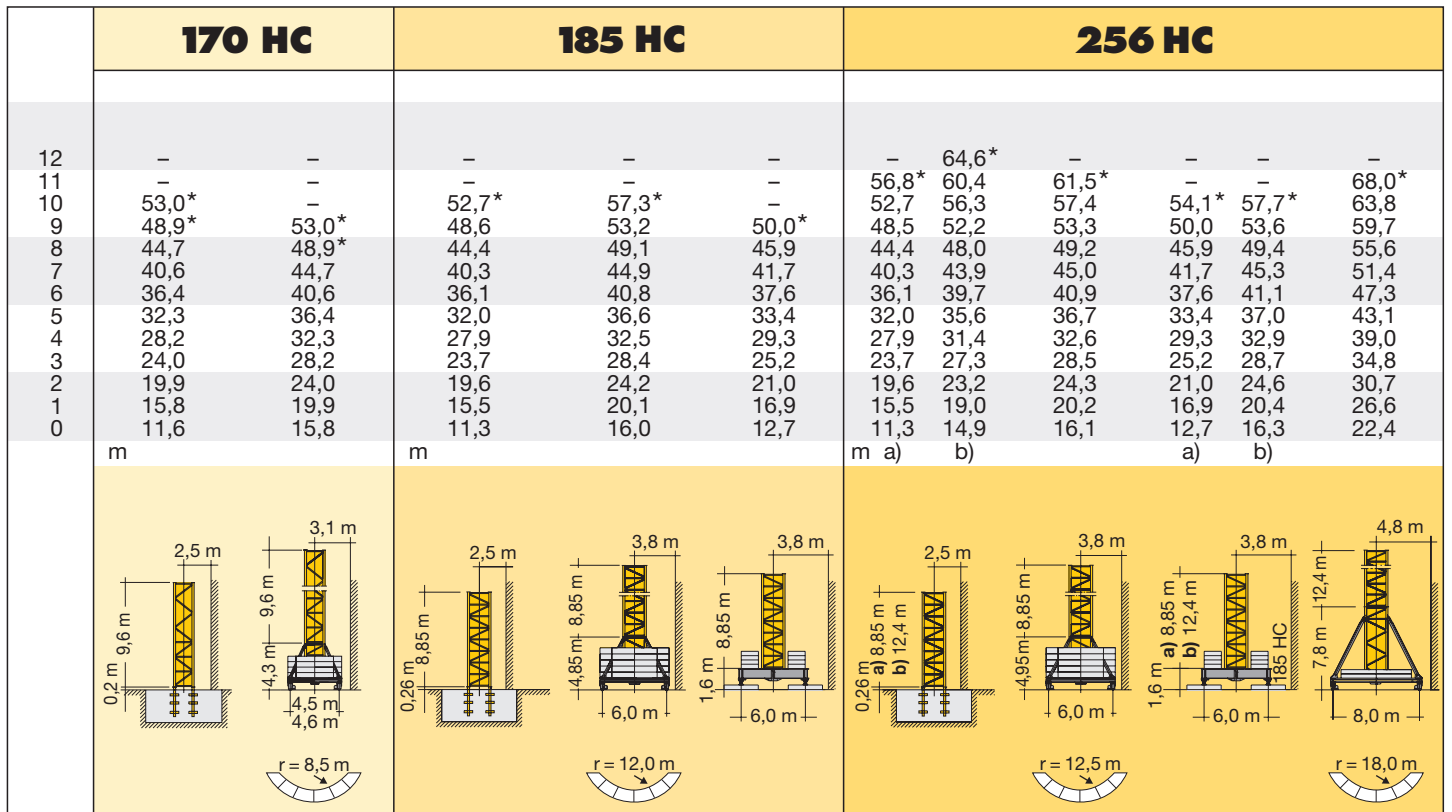 170 HC 185 HC 256 HC
12 – – – – – – 64,6* – – – –
11 – – – – – 56,8* 60,4 61,5* – – 68,0*
10 53,0* – 52,7* 57,3* – 52,7 56,3 57,4 54,1* 57,7* 63,8
9 48,9* 53,0* 48,6 53,2 50,0* 48,5 52,2 53,3 50,0 53,6 59,7
8 44,7 48,9* 44,4 49,1 45,9 44,4 48,0 49,2 45,9 49,4 55,6
7 40,6 44,7 40,3 44,9 41,7 40,3 43,9 45,0 41,7 45,3 51,4
6 36,4 40,6 36,1 40,8 37,6 36,1 39,7 40,9 37,6 41,1 47,3
5 32,3 36,4 32,0 36,6 33,4 32,0 35,6 36,7 33,4 37,0 43,1
4 28,2 32,3 27,9 32,5 29,3 27,9 31,4 32,6 29,3 32,9 39,0
3 24,0 28,2 23,7 28,4 25,2 23,7 27,3 28,5 25,2 28,7 34,8
2 19,9 24,0 19,6 24,2 21,0 19,6 23,2 24,3 21,0 24,6 30,7
1 15,8 19,9 15,5 20,1 16,9 15,5 19,0 20,2 16,9 20,4 26,6
0 11,6 15,8 11,3 16,0 12,7 11,3 14,9 16,1 12,7 16,3 22,4
m m m a) b) a) b)
2,5 m
9,6 m
0,2 m
3,1 m
9,6 m
4,3 m
4,5 m
4,6 m
r = 8,5 m
2,5 m
8,85 m
0,26 m
3,8 m
8,85 m
4,85 m
6,0 m
r = 12,0 m
3,8 m
8,85 m
1,6 m
6,0 m
2,5 m
a) 8,85 m
b) 12,4 m
0,26 m
3,8 m
8,85 m
4,95 m
6,0 m
r = 12,5 m
3,8 m
a) 8,85 m
b) 12,4 m
1,6 m
185 HC
6,0 m
4,8 m
12,4 m
7,8 m
8,0 m
r = 18,0 m